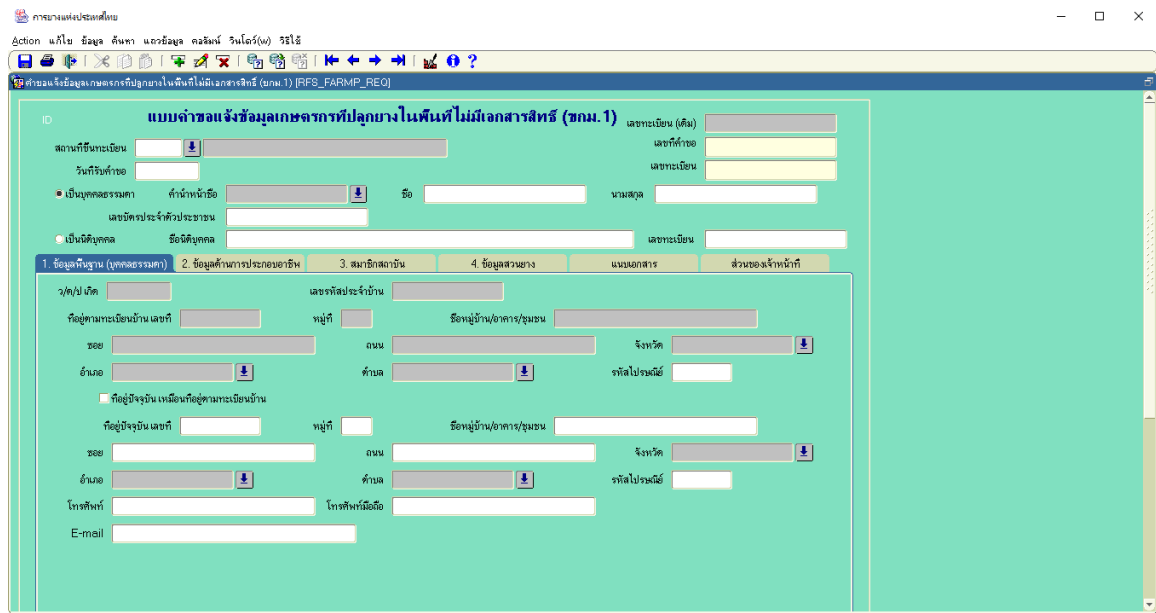 การยางแห่งประเทศไทย
Action แก้ไข ข้อมูล ค้นหา แถวข้อมูล คอลัมน์ วินโดว์(w) วิธีใช้
คำขอแจ้งข้อมูลเกษตรกรที่ปลูกยางในพื้นที่ไม่มีเอกสารสิทธิ์ (ขกม.1) [RFS_FARMP_REQ]
ID แบบคำขอแจ้งข้อมูลเกษตรกรที่ปลูกยางในพื้นที่ไม่มีเอกสารสิทธิ์ (ขกม.1) เลขทะเบียน (เดิม)
สถานที่ขึ้นทะเบียน เลขที่คำขอ
วันที่รับคำขอ เลขทะเบียน
เป็นบุคคลธรรมดา คำนำหน้าชื่อ ชื่อ นามสกุล
เลขบัตรประจำตัวประชาชน
เป็นนิติบุคคล ชื่อนิติบุคคล เลขทะเบียน
1. ข้อมูลพื้นฐาน (บุคคลธรรมดา) 2. ข้อมูลด้านการประกอบอาชีพ 3. สมาชิกสถาบัน 4. ข้อมูลสวนยาง แนบเอกสาร ส่วนของเจ้าหน้าที่
ว/ด/ป เกิด เลขรหัสประจำบ้าน
ที่อยู่ตามทะเบียนบ้าน เลขที่ หมู่ที่ ชื่อหมู่บ้าน/อาคาร/ชุมชน
ซอย ถนน จังหวัด
อำเภอ ตำบล รหัสไปรษณีย์
ที่อยู่ปัจจุบัน เหมือนที่อยู่ตามทะเบียนบ้าน
ที่อยู่ปัจจุบัน เลขที่ หมู่ที่ ชื่อหมู่บ้าน/อาคาร/ชุมชน
ซอย ถนน จังหวัด
อำเภอ ตำบล รหัสไปรษณีย์
โทรศัพท์ โทรศัพท์มือถือ
E-mail